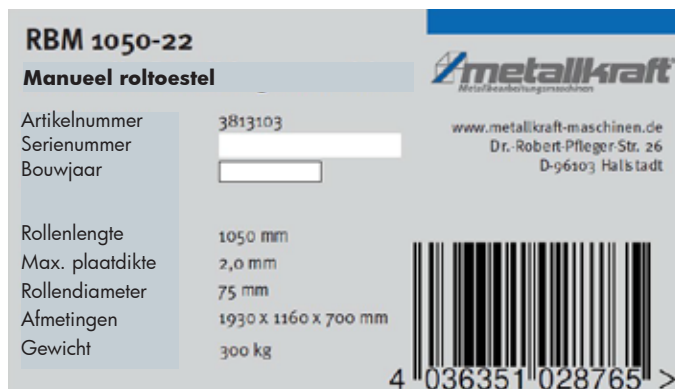 RBM 1050-22
Manueel roltoestel
metallkraft
Metallbearbeitungsmaschinen
Artikelnummer 3813103
Serienummer
Bouwjaar
www.metallkraft-maschinen.de
Dr.-Robert-Pfleger-Str. 26
D-96103 Hallstadt
Rollenlengte 1050 mm
Max. plaatdikte 2,0 mm
Rollendiameter 75 mm
Afmetingen 1930 x 1160 x 700 mm
Gewicht 300 kg
4 036351 028765 >